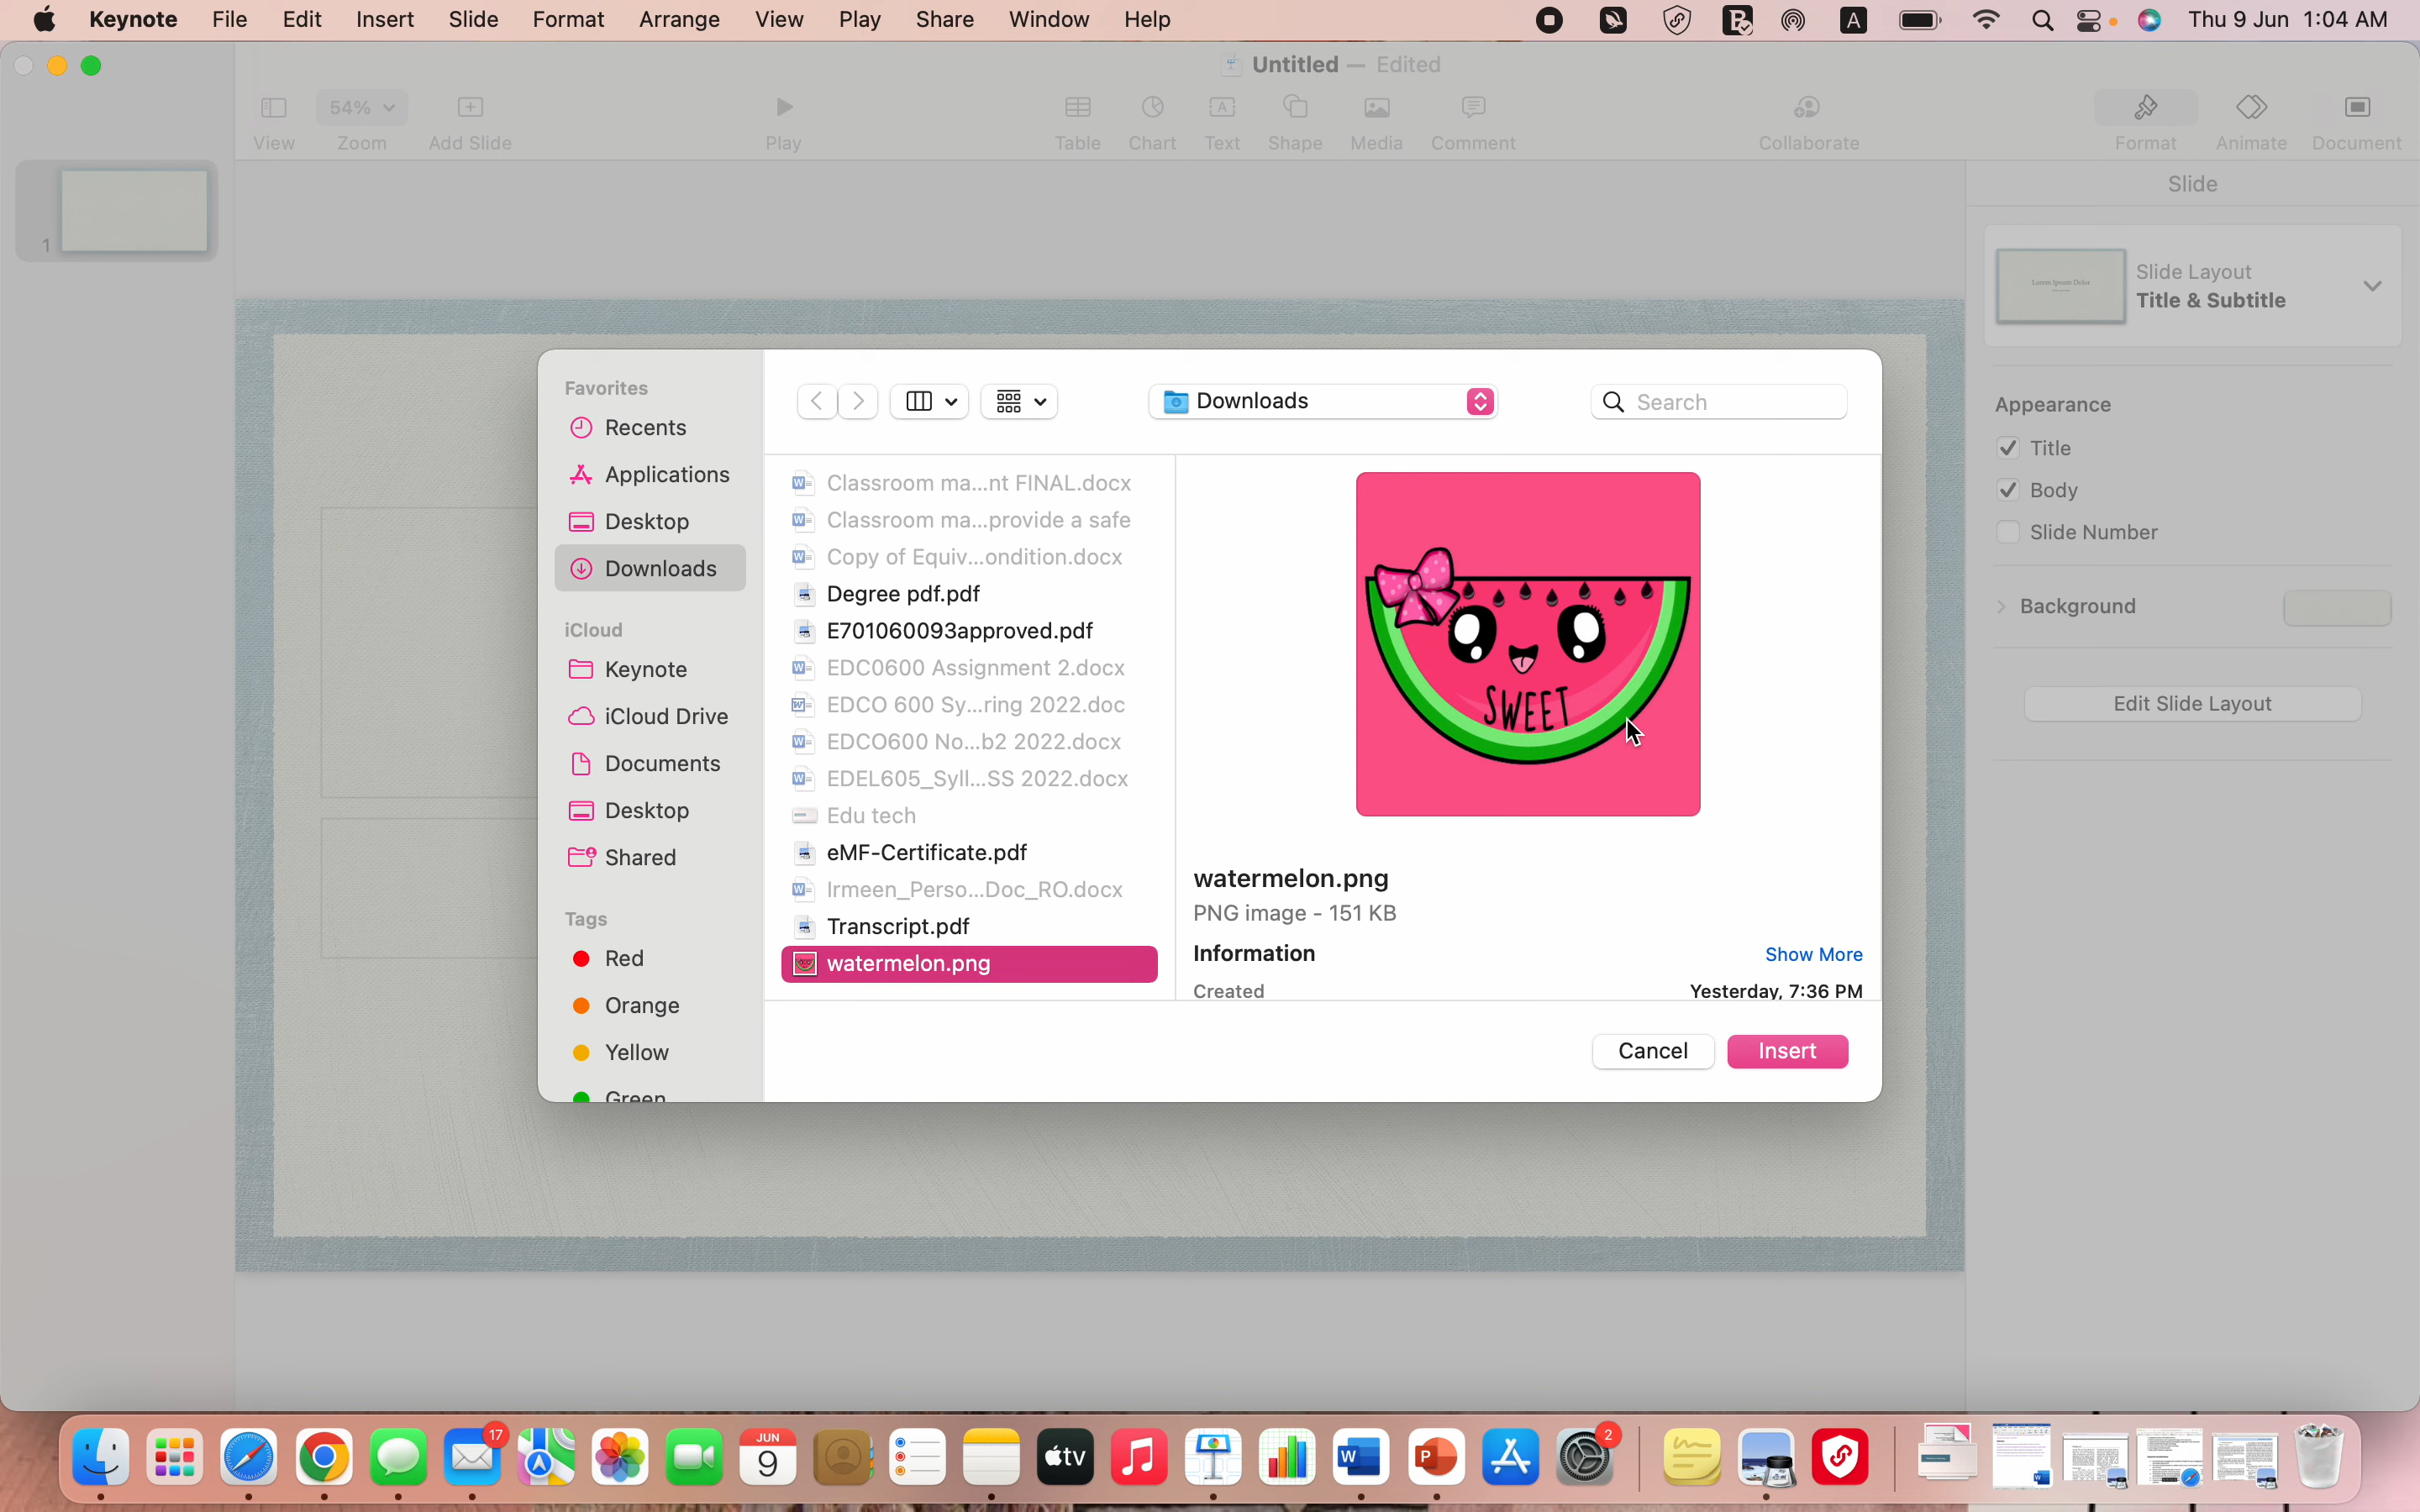 Keynote File Edit Insert Slide Format Arrange View Play Share Window Help A Thu 9 Jun 1:04 AM
Untitled — Edited
54%
View Zoom Add Slide Play Table Chart Text Shape Media Comment Collaborate Format Animate Document
1
Slide
Lorem Ipsum Dolor
Slide Layout
Title & Subtitle
Appearance
Title
Body
Slide Number
Background
Edit Slide Layout
Favorites
Recents
Applications
Desktop
Downloads
iCloud
Keynote
iCloud Drive
Documents
Desktop
Shared
Tags
Red
Orange
Yellow
Green
Downloads
Search
Classroom ma...nt FINAL.docx
Classroom ma...provide a safe
Copy of Equiv...ondition.docx
Degree pdf.pdf
E701060093approved.pdf
EDC0600 Assignment 2.docx
EDCO 600 Sy...ring 2022.doc
EDCO600 No...b2 2022.docx
EDEL605_Syll...SS 2022.docx
Edu tech
eMF-Certificate.pdf
Irmeen_Perso...Doc_RO.docx
Transcript.pdf
watermelon.png
SWEET
watermelon.png
PNG image - 151 KB
Information Show More
Created Yesterday, 7:36 PM
Cancel Insert
17
JUN
9
tv
W
P
2